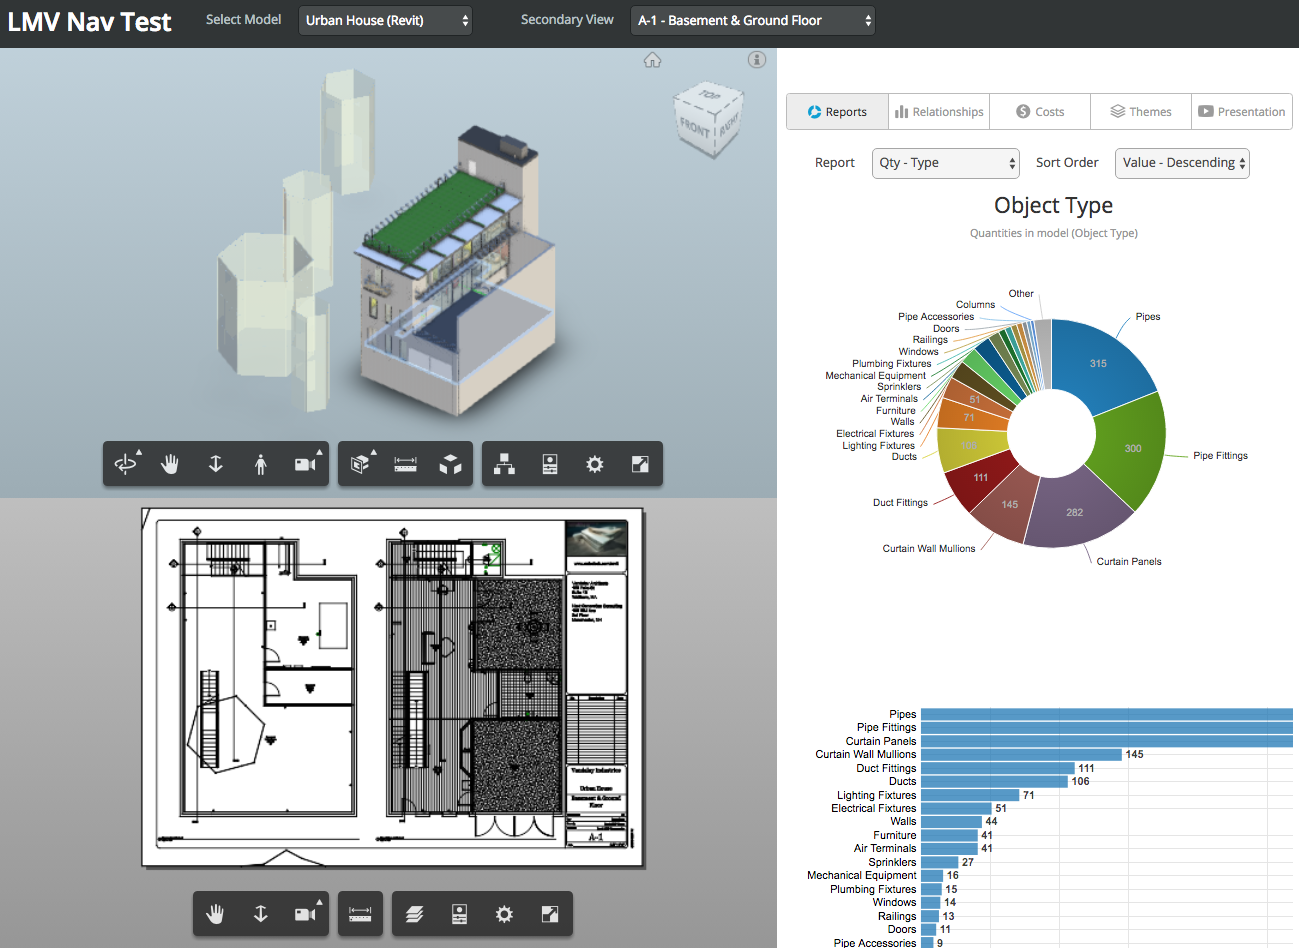 LMV Nav Test
Select Model
Urban House (Revit)
Secondary View
A-1 - Basement & Ground Floor
TOP
FRONT
RIGHT
Reports
Relationships
Costs
Themes
Presentation
Report
Qty - Type
Sort Order
Value - Descending
Object Type
Quantities in model (Object Type)
Other
Columns
Pipe Accessories
Doors
Railings
Windows
Plumbing Fixtures
Mechanical Equipment
Sprinklers
Air Terminals
Furniture
Walls
Electrical Fixtures
Lighting Fixtures
Ducts
Duct Fittings
Curtain Wall Mullions
Curtain Panels
Pipe Fittings
Pipes
315
300
282
145
111
106
71
51
Urban House
Basement & Ground
Floor
A-1
Pipes
Pipe Fittings
Curtain Panels
Curtain Wall Mullions 145
Duct Fittings 111
Ducts 106
Lighting Fixtures 71
Electrical Fixtures 51
Walls 44
Furniture 41
Air Terminals 41
Sprinklers 27
Mechanical Equipment 16
Plumbing Fixtures 15
Windows 14
Railings 13
Doors 11
Pipe Accessories 9